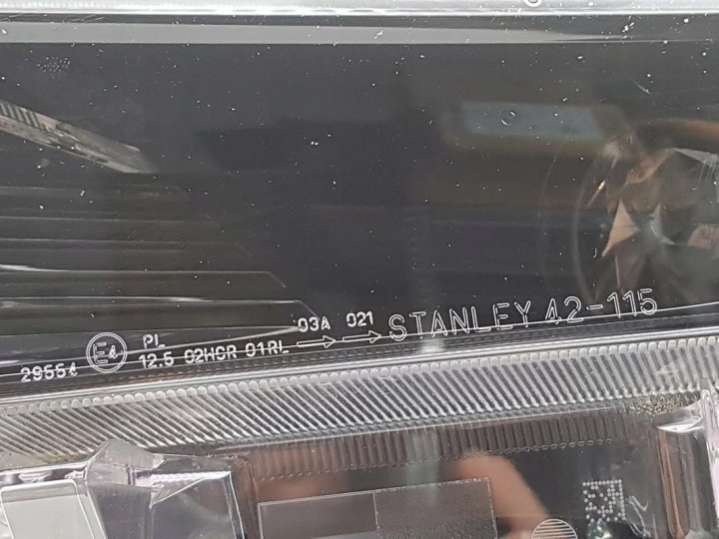 29554 E4 PL
12.5 02HCR 01RL 03A 021
STANLEY 42-115